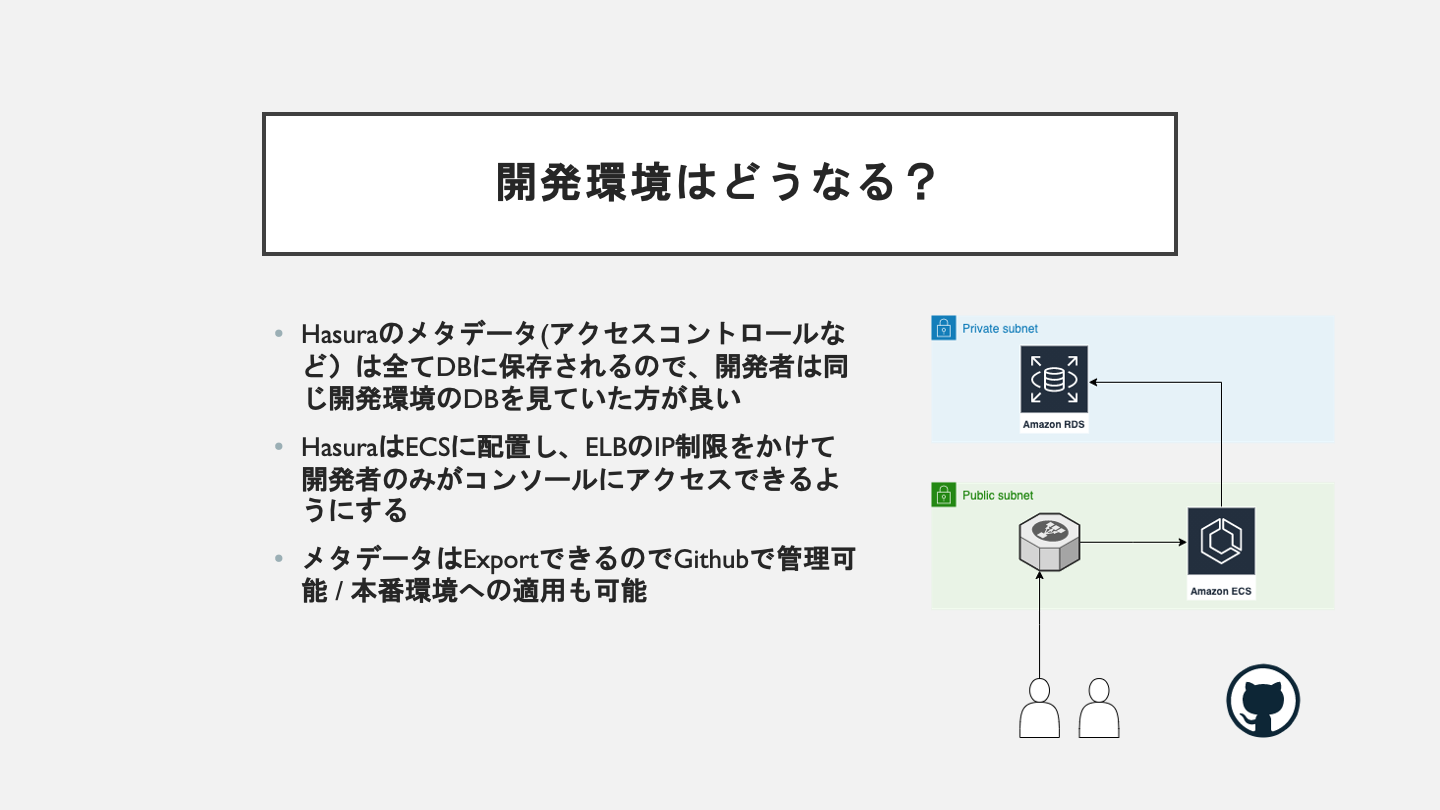 開発環境はどうなる？
• Hasuraのメタデータ(アクセスコントロールな
ど）は全てDBに保存されるので、開発者は同
じ開発環境のDBを見ていた方が良い
• HasuraはECSに配置し、ELBのIP制限をかけて
開発者のみがコンソールにアクセスできるよ
うにする
• メタデータはExportできるのでGithubで管理可
能 / 本番環境への適用も可能
Private subnet
Amazon RDS
Public subnet
Amazon ECS